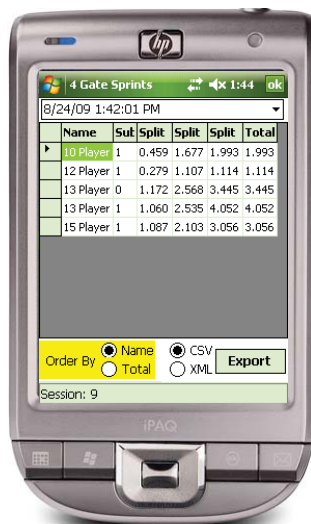 hp
4 Gate Sprints 1:44 ok
8/24/09 1:42:01 PM
Name Sut Split Split Split Total
10 Player 1 0.459 1.677 1.993 1.993
12 Player 1 0.279 1.107 1.114 1.114
13 Player 0 1.172 2.568 3.445 3.445
13 Player 1 1.060 2.535 4.052 4.052
15 Player 1 1.087 2.103 3.056 3.056
Order By Name CSV Export
Total XML
Session: 9
iPAQ